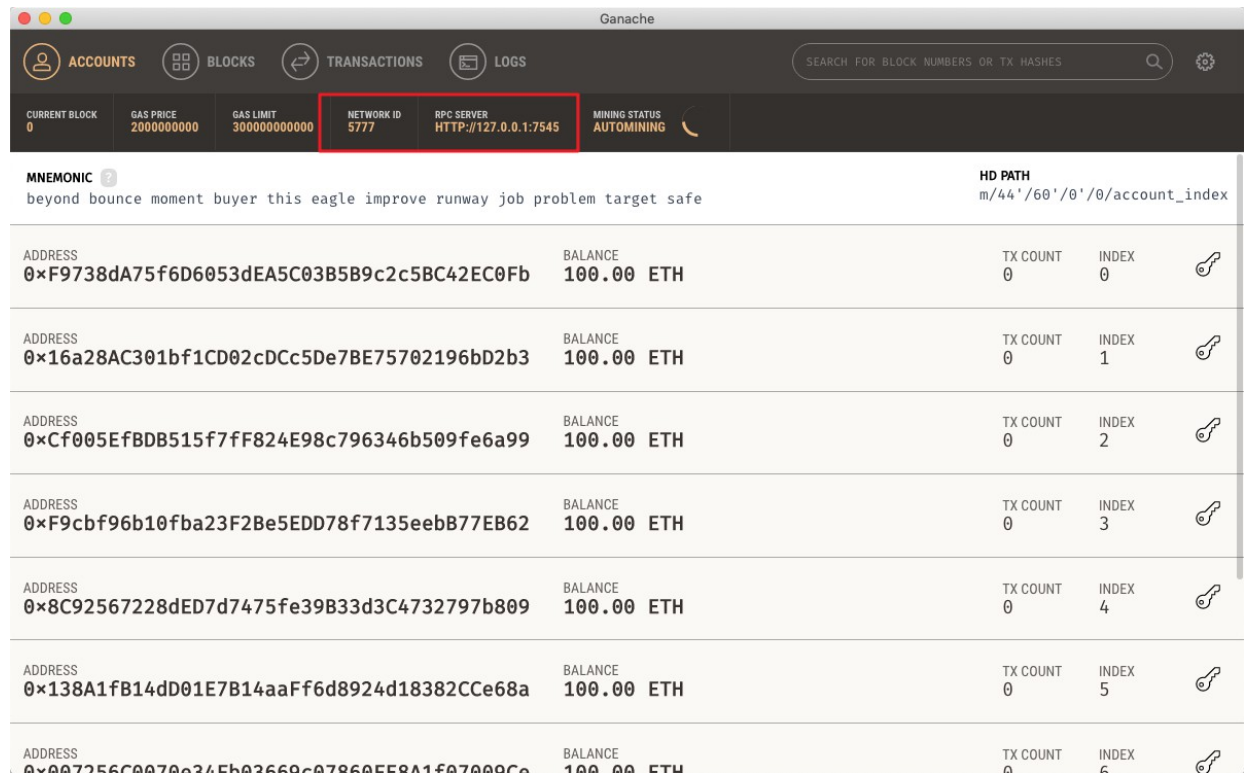 Ganache
ACCOUNTS BLOCKS TRANSACTIONS LOGS SEARCH FOR BLOCK NUMBERS OR TX HASHES
CURRENT BLOCK GAS PRICE GAS LIMIT NETWORK ID RPC SERVER MINING STATUS
0 2000000000 300000000000 5777 HTTP://127.0.0.1:7545 AUTOMINING
MNEMONIC ? HD PATH
beyond bounce moment buyer this eagle improve runway job problem target safe m/44'/60'/0'/0/account_index
ADDRESS BALANCE TX COUNT INDEX
0×F9738dA75f6D6053dEA5C03B5B9c2c5BC42EC0Fb 100.00 ETH 0 0
ADDRESS BALANCE TX COUNT INDEX
0×16a28AC301bf1CD02cDCc5De7BE75702196bD2b3 100.00 ETH 0 1
ADDRESS BALANCE TX COUNT INDEX
0×Cf005EfBDB515f7fF824E98c796346b509fe6a99 100.00 ETH 0 2
ADDRESS BALANCE TX COUNT INDEX
0×F9cbf96b10fba23F2Be5EDD78f7135eebB77EB62 100.00 ETH 0 3
ADDRESS BALANCE TX COUNT INDEX
0×8C92567228dED7d7475fe39B33d3C4732797b809 100.00 ETH 0 4
ADDRESS BALANCE TX COUNT INDEX
0×138A1fB14dD01E7B14aaFf6d8924d18382CCe68a 100.00 ETH 0 5
ADDRESS BALANCE TX COUNT INDEX
100.00 ETH 0 6